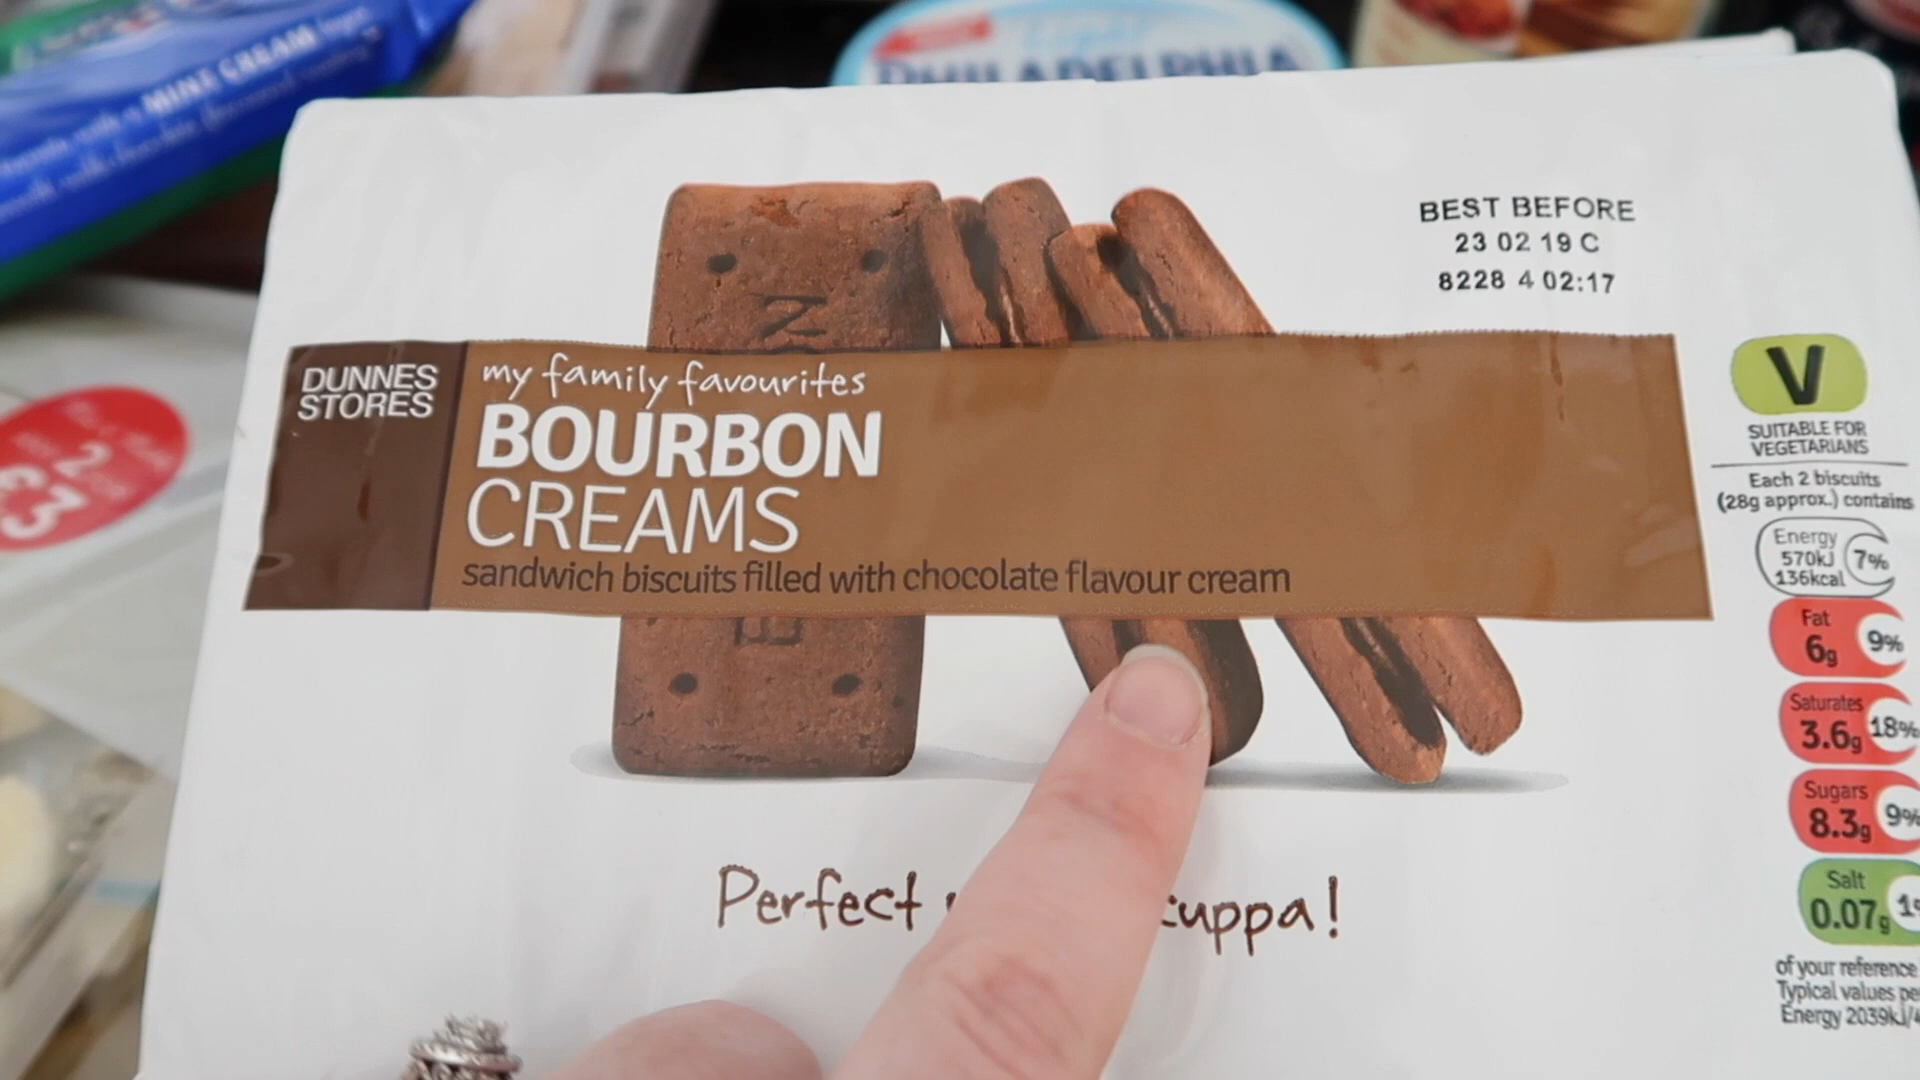 MINT CREAM
PHILADELPHIA
2
£3
BEST BEFORE
23 02 19 C
8228 4 02:17
DUNNES
STORES
my family favourites
BOURBON
CREAMS
sandwich biscuits filled with chocolate flavour cream
N
E
Perfect cuppa!
V
SUITABLE FOR
VEGETARIANS
Each 2 biscuits
(28g approx.) contains
Energy
570kJ
136kcal
7%
Fat
6g
9%
Saturates
3.6g
18%
Sugars
8.3g
9%
Salt
0.07g
of your reference
Typical values
Energy 2039kJ/